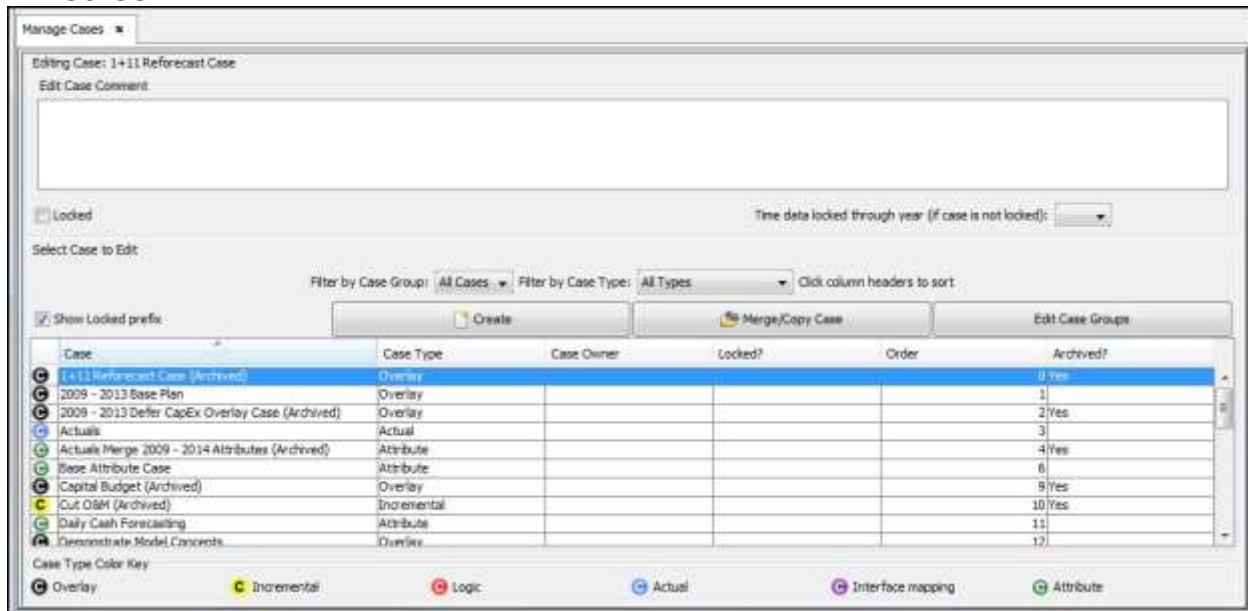 Manage Cases
Editing Case: 1+11 Reforecast Case
Edit Case Comment
Locked Time data locked through year (if case is not locked):
Select Case to Edit
Filter by Case Group: All Cases Filter by Case Type: All Types Click column headers to sort
Show Locked prefix Create Merge/Copy Case Edit Case Groups
Case Case Type Case Owner Locked? Order Archived?
1+11 Reforecast Case (Archived) Overlay 0 Yes
2009 - 2013 Base Plan Overlay 1
2009 - 2013 Defer CapEx Overlay Case (Archived) Overlay 2 Yes
Actuals Actual 3
Actuals Merge 2009 - 2014 Attributes (Archived) Attribute 4 Yes
Base Attribute Case Attribute 6
Capital Budget (Archived) Overlay 9 Yes
C Cut O&M (Archived) Incremental 10 Yes
Daily Cash Forecasting Attribute 11
Demonstrate Model Concepts Overlay 12
Case Type Color Key
C Overlay C Incremental C Logic C Actual C Interface mapping C Attribute